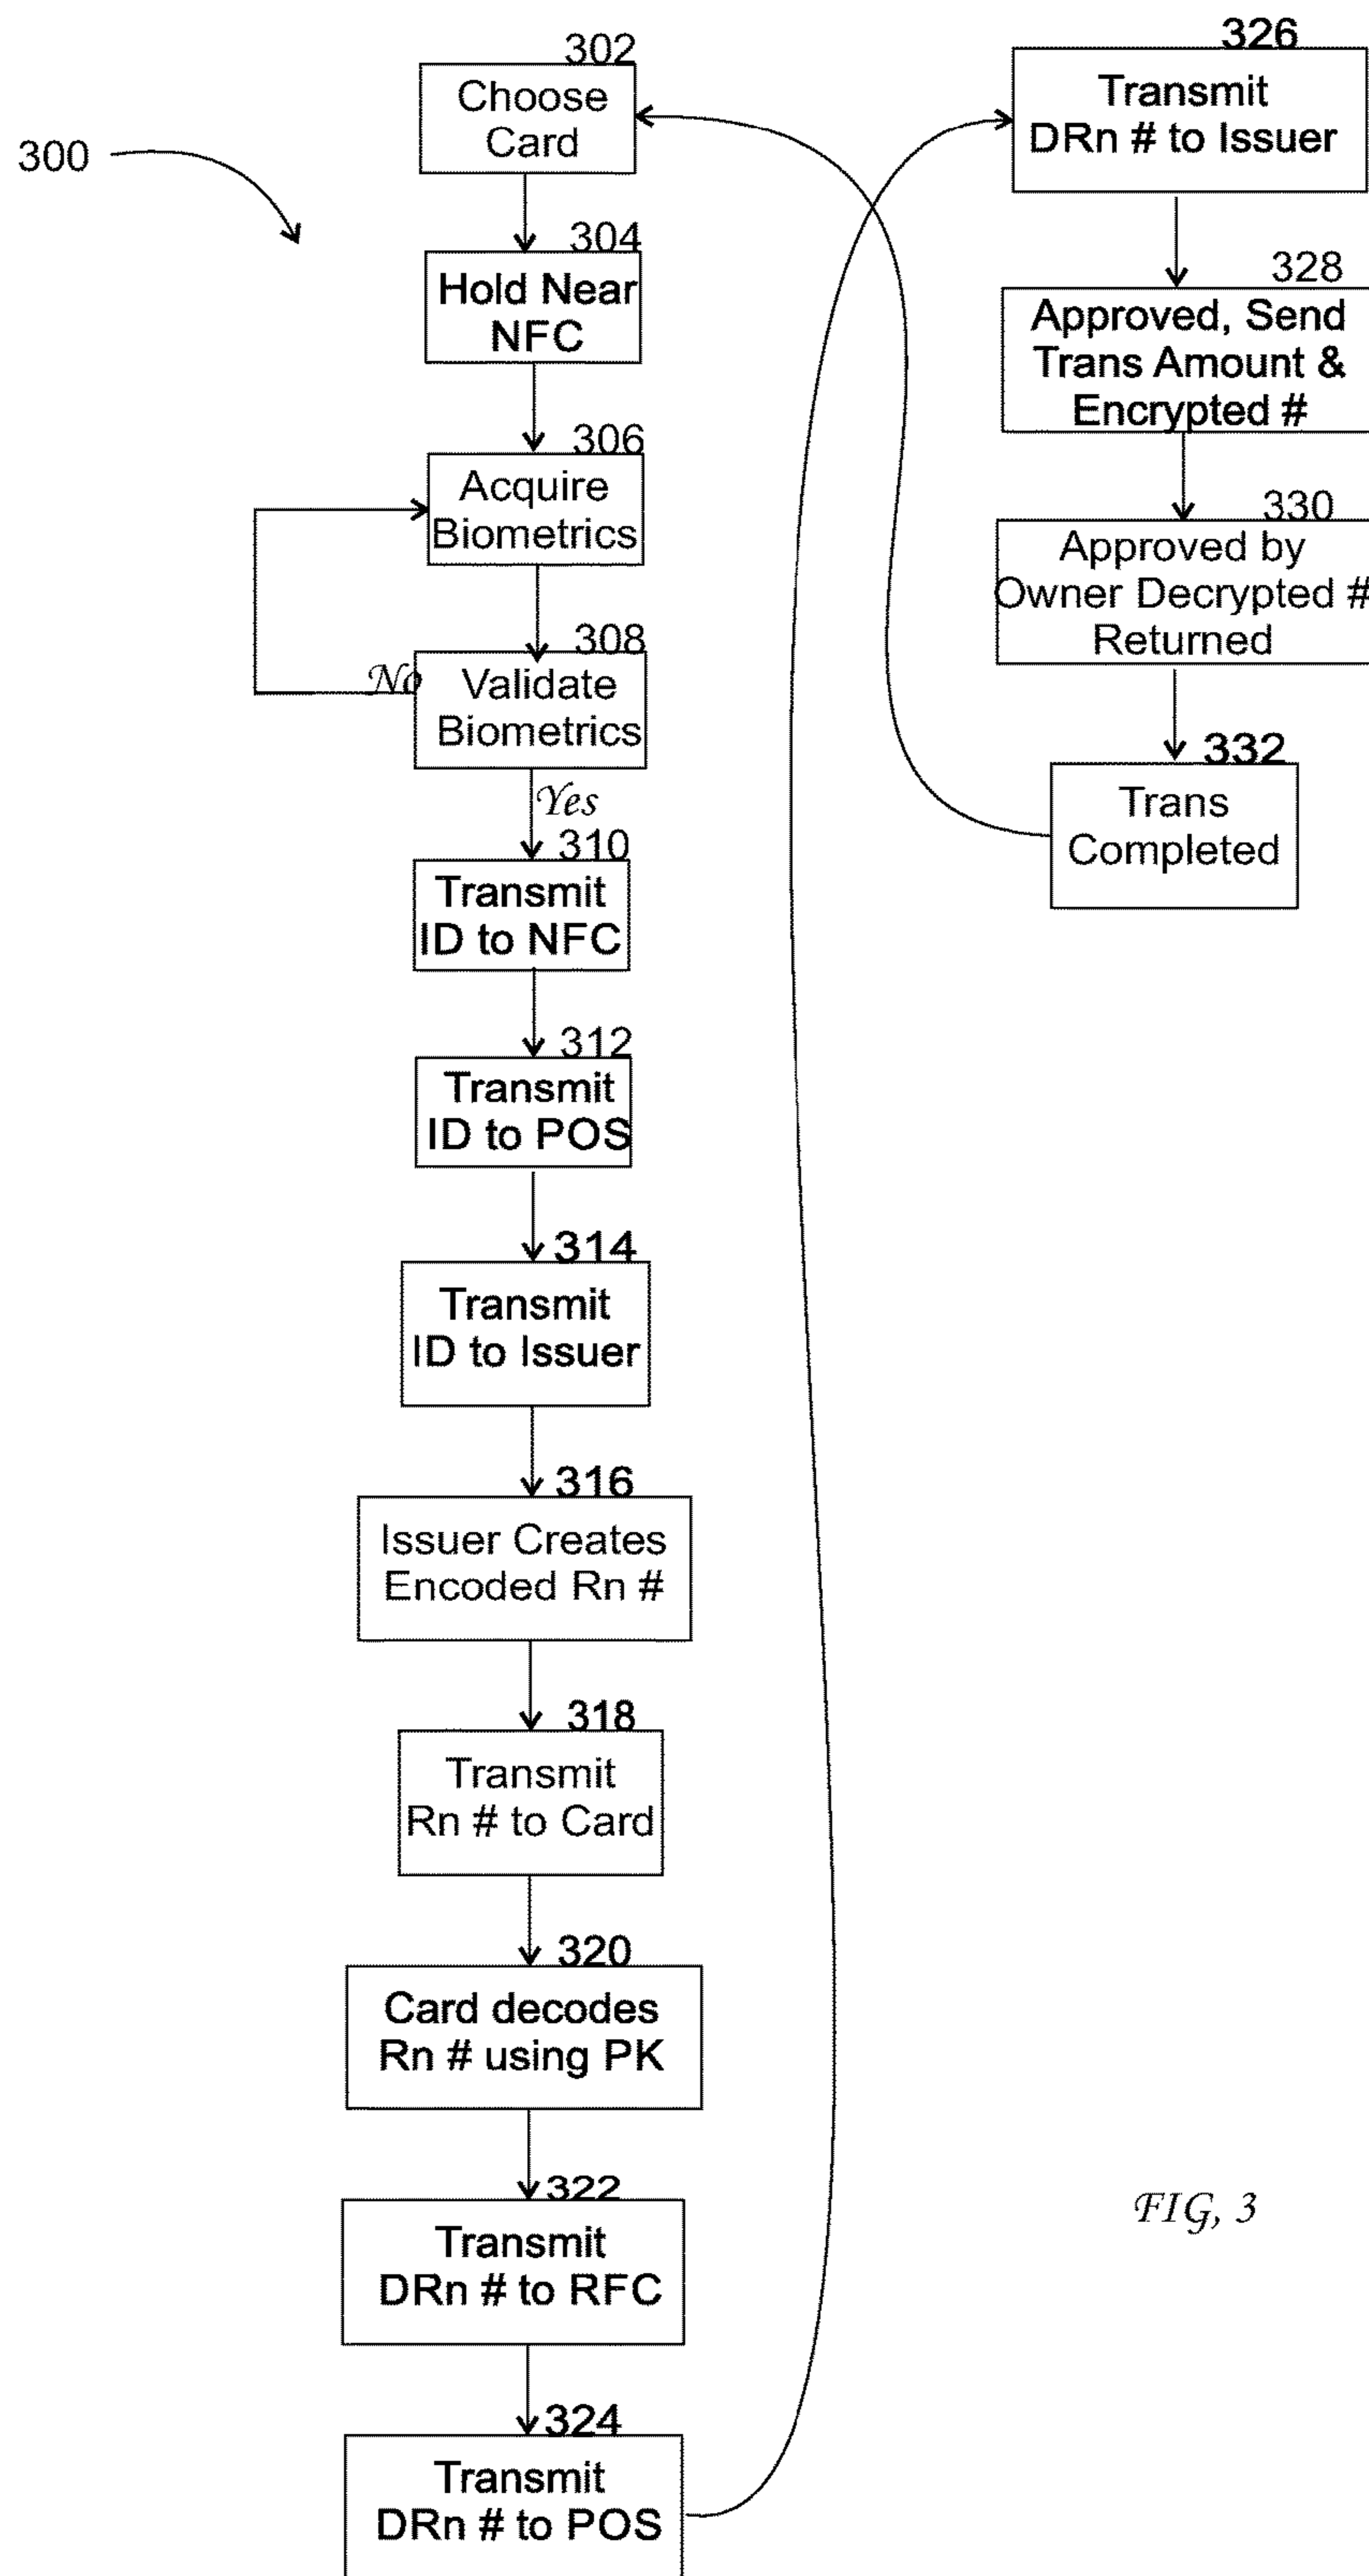 300
302
Choose
Card
304
Hold Near
NFC
306
Acquire
Biometrics
308
No
Validate
Biometrics
Yes
310
Transmit
ID to NFC
312
Transmit
ID to POS
314
Transmit
ID to Issuer
316
Issuer Creates
Encoded Rn #
318
Transmit
Rn # to Card
320
Card decodes
Rn # using PK
322
Transmit
DRn # to RFC
324
Transmit
DRn # to POS
326
Transmit
DRn # to Issuer
328
Approved, Send
Trans Amount &
Encrypted #
330
Approved by
Owner Decrypted #
Returned
332
Trans
Completed
FIG, 3